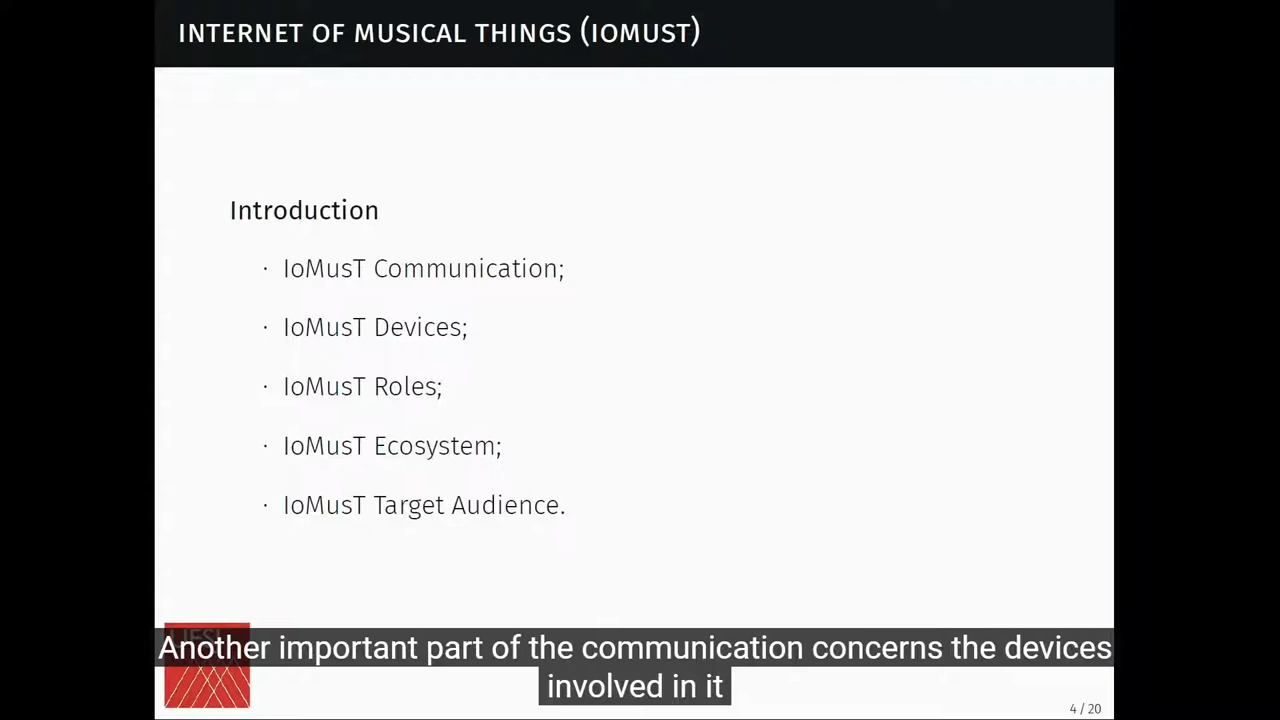 INTERNET OF MUSICAL THINGS (IOMUST)
Introduction
· IoMusT Communication;
· IoMusT Devices;
· IoMusT Roles;
· IoMusT Ecosystem;
· IoMusT Target Audience.
Another important part of the communication concerns the devices
involved in it
4 / 20